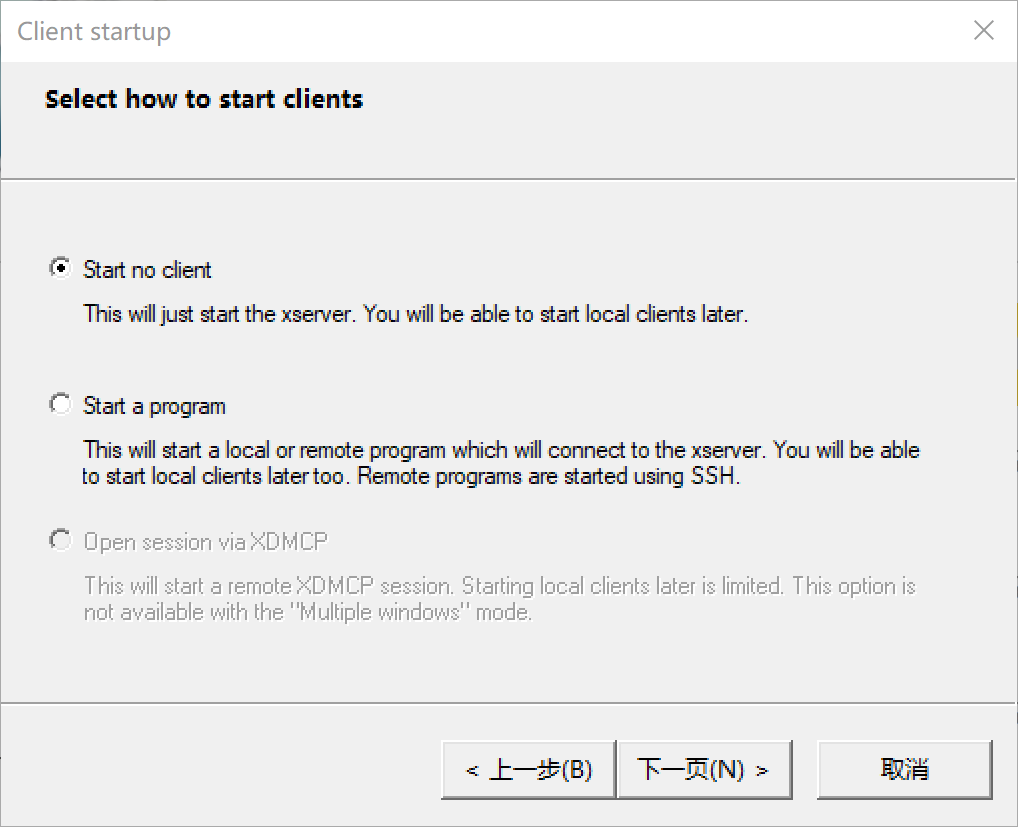 Client startup
Select how to start clients
Start no client
This will just start the xserver. You will be able to start local clients later.
Start a program
This will start a local or remote program which will connect to the xserver. You will be able
to start local clients later too. Remote programs are started using SSH.
Open session via XDMCP
This will start a remote XDMCP session. Starting local clients later is limited. This option is
not available with the "Multiple windows" mode.
< 上一步(B) 下一页(N) > 取消